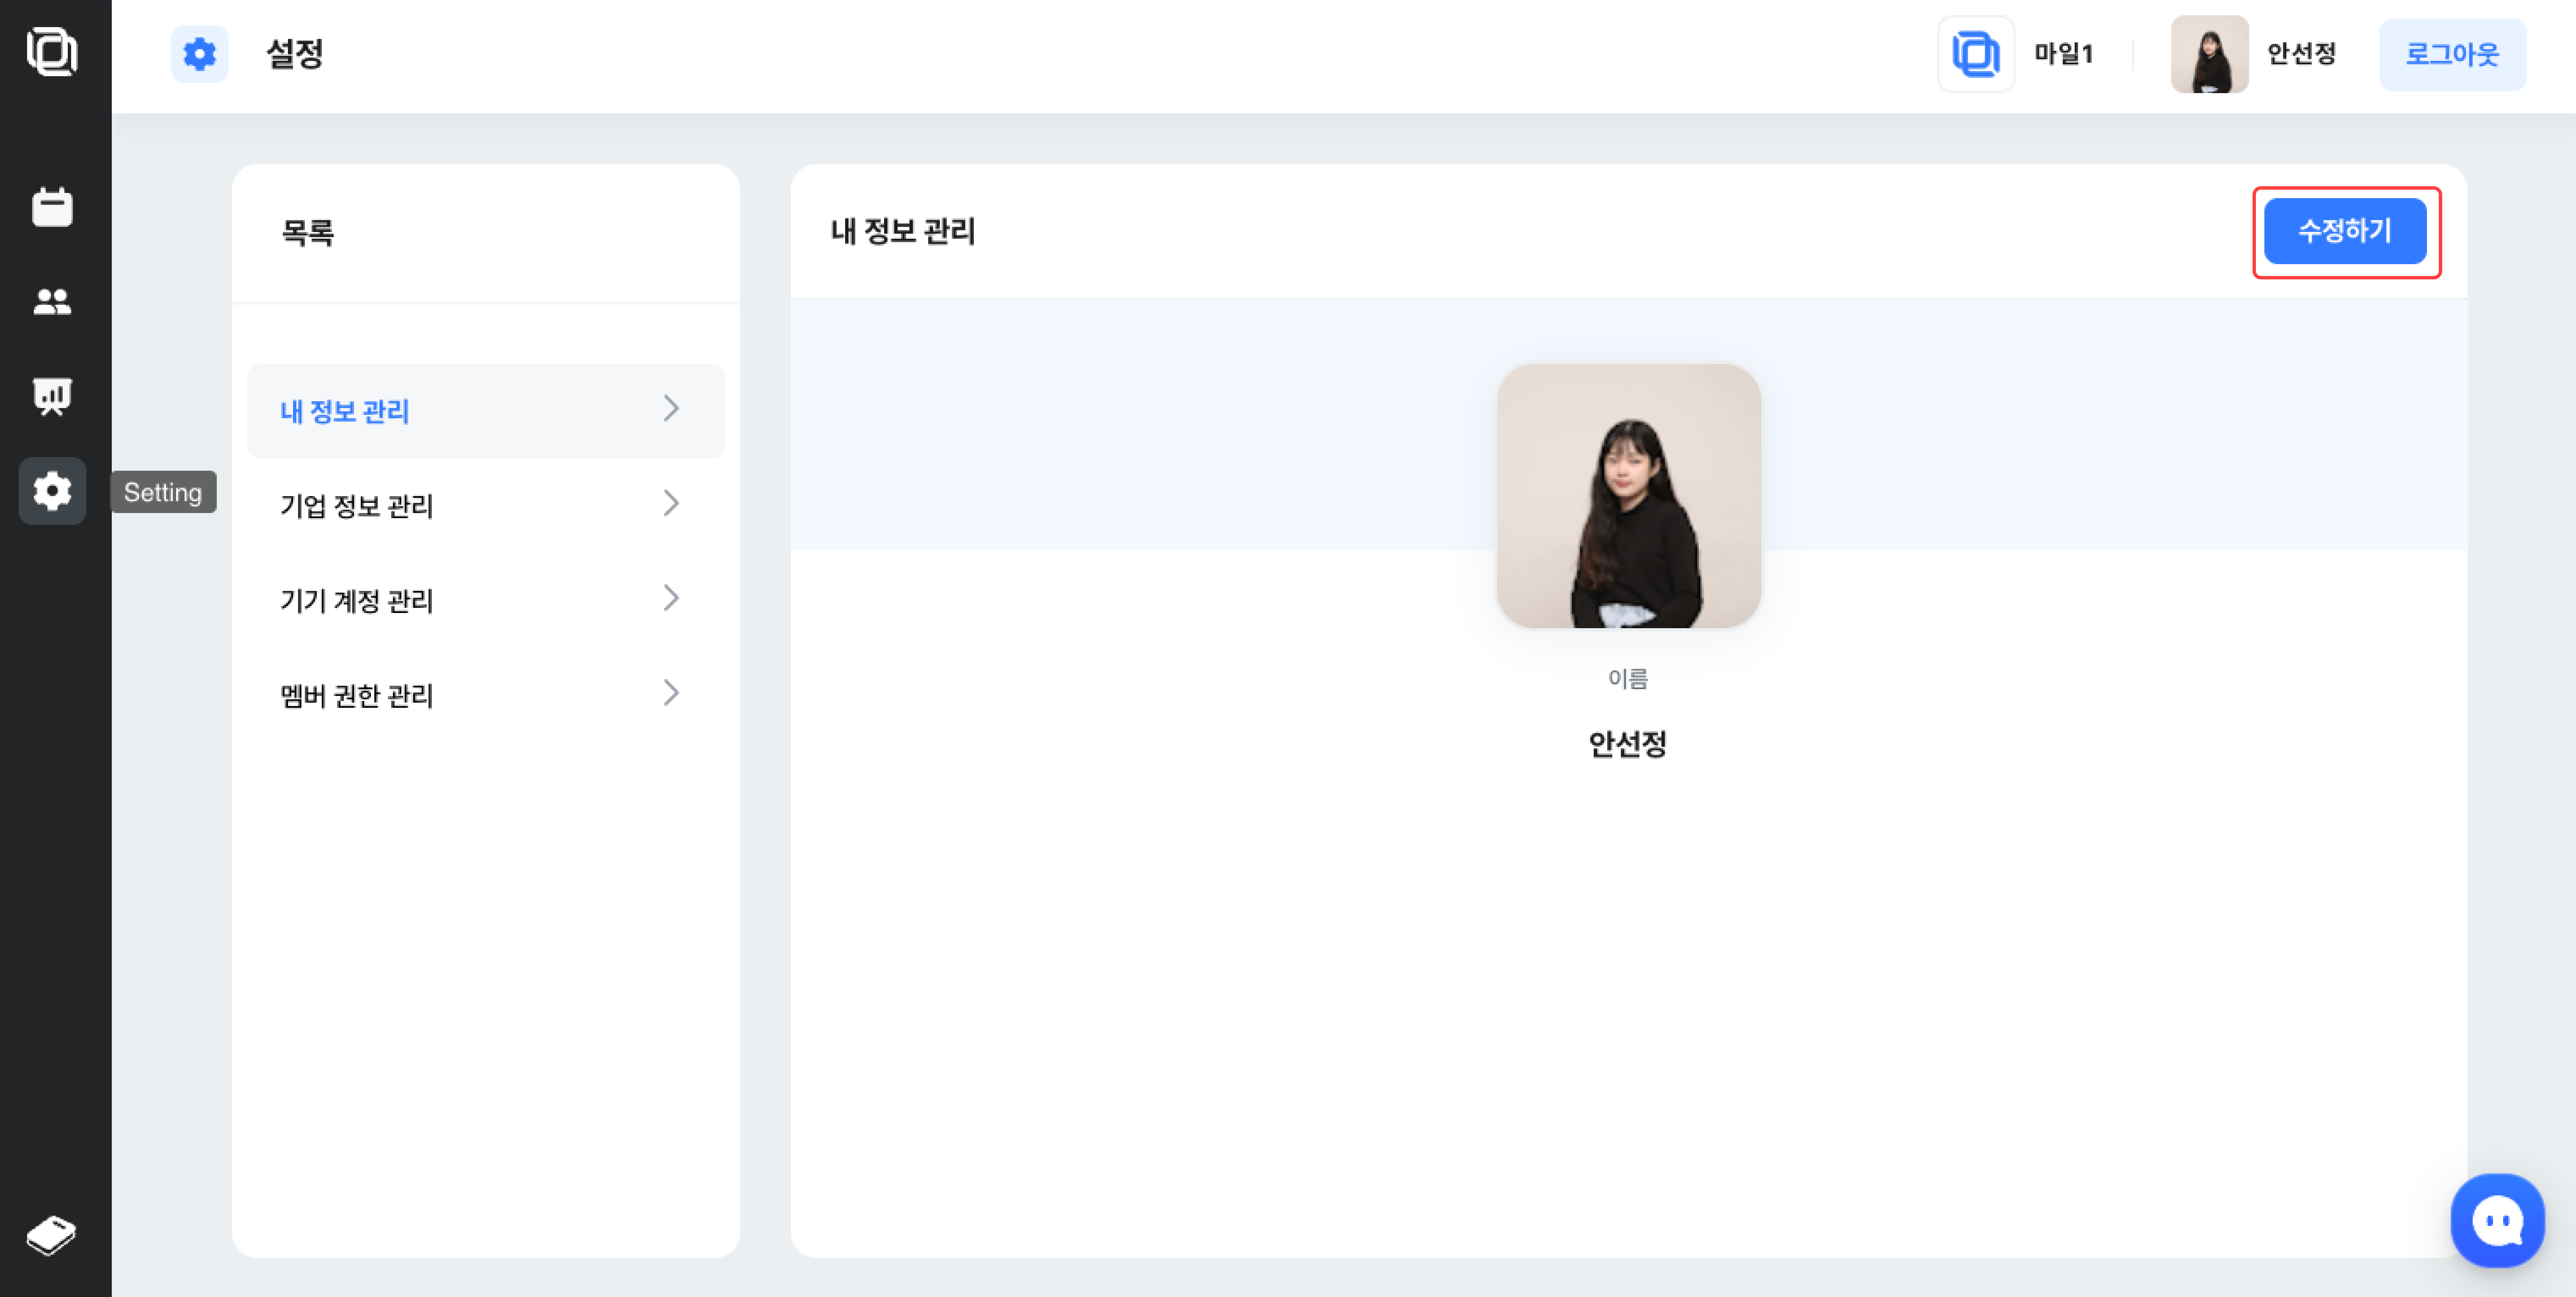 설정
마일1
안선정
로그아웃
목록
내 정보 관리
기업 정보 관리
기기 계정 관리
멤버 권한 관리
Setting
내 정보 관리
수정하기
이름
안선정